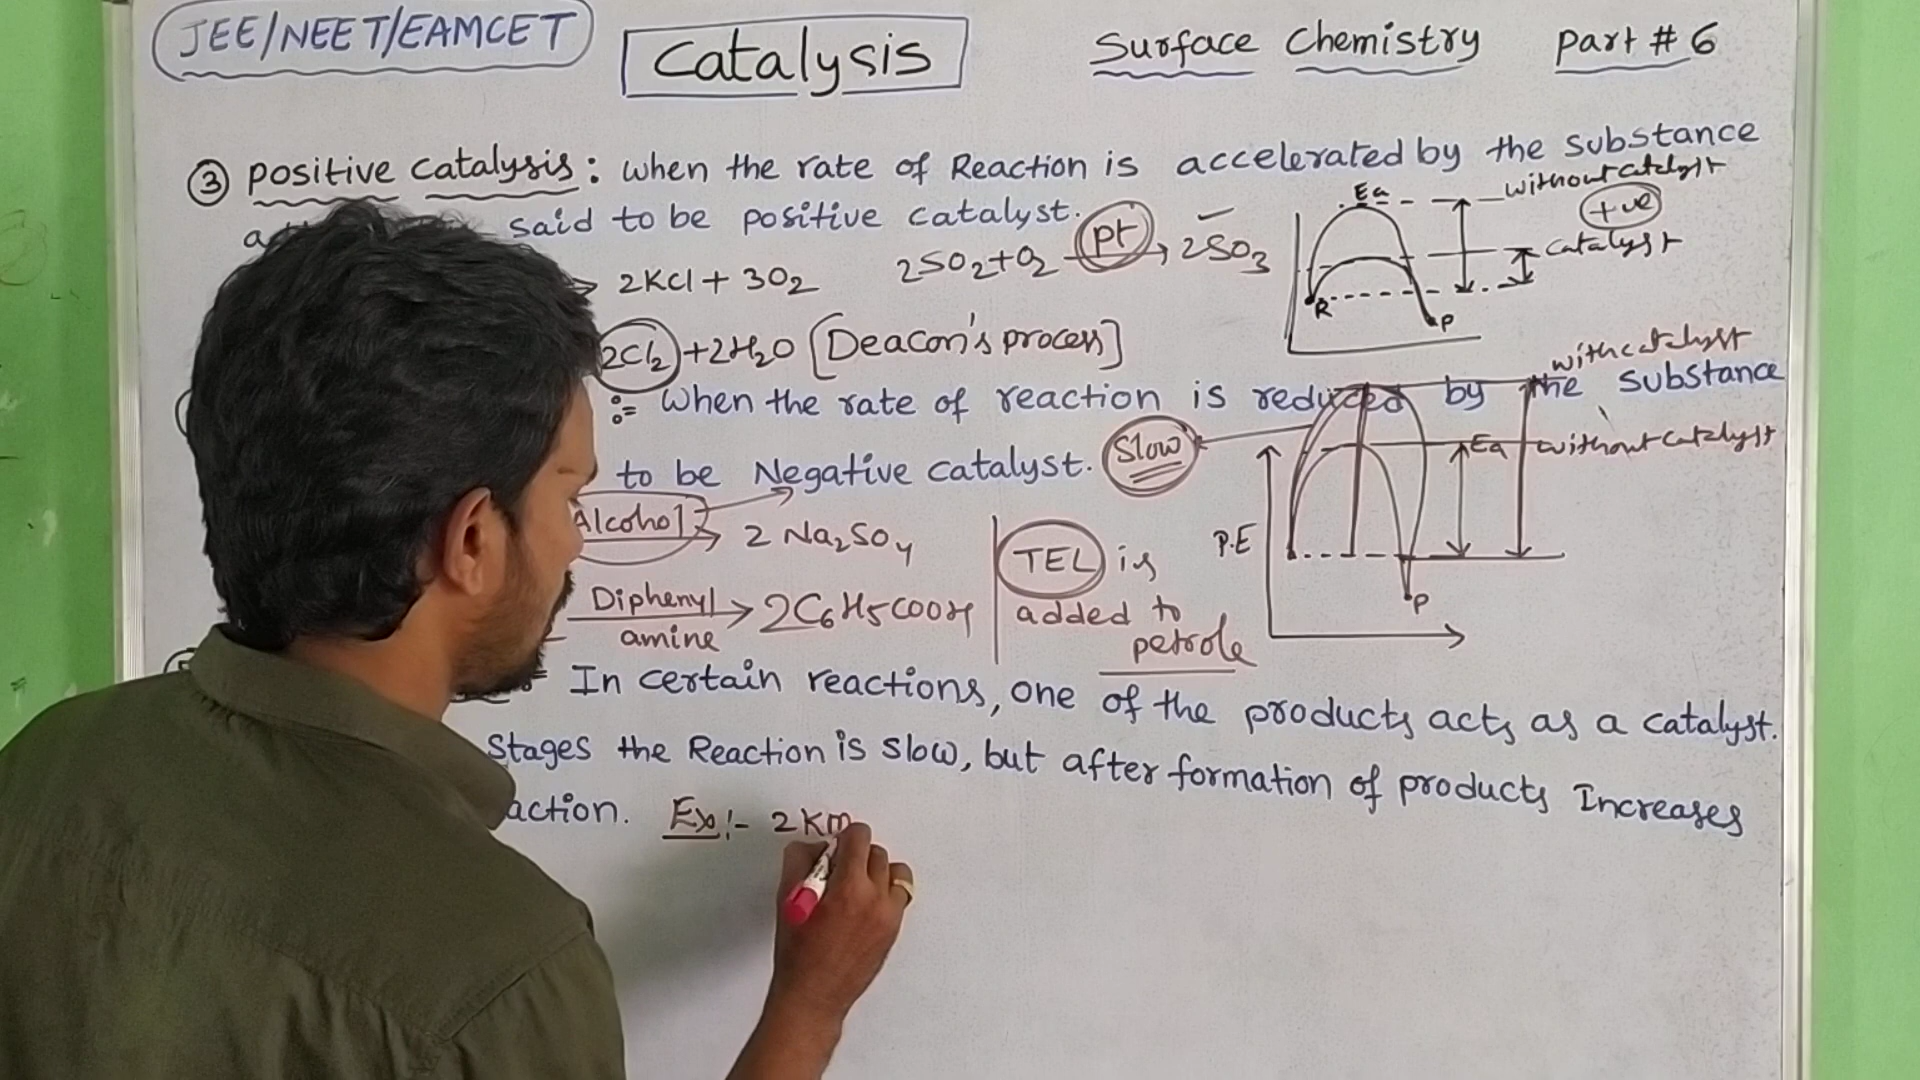 JEE/NEET/EAMCET
Catalysis
Surface Chemistry part # 6
③ positive catalysis: when the rate of Reaction is accelerated by the substance
said to be positive catalyst.
2SO2+O2 pt → 2SO3
→ 2KCl + 3O2
2Cl2 + 2H2O [Deacon's process]
Ea
without catalyst
+ve
catalyst
R
P
:= when the rate of reaction is reduced by the substance
to be Negative catalyst. Slow
with catalyst
Ea without catalyst
P.E
P
Alcohol → 2 Na2SO4
Diphenyl amine → 2C6H5COOH
TEL is
added to
petrole
In certain reactions, one of the products acts as a catalyst.
stages the Reaction is slow, but after formation of products Increases
action. Ex:- 2 Km